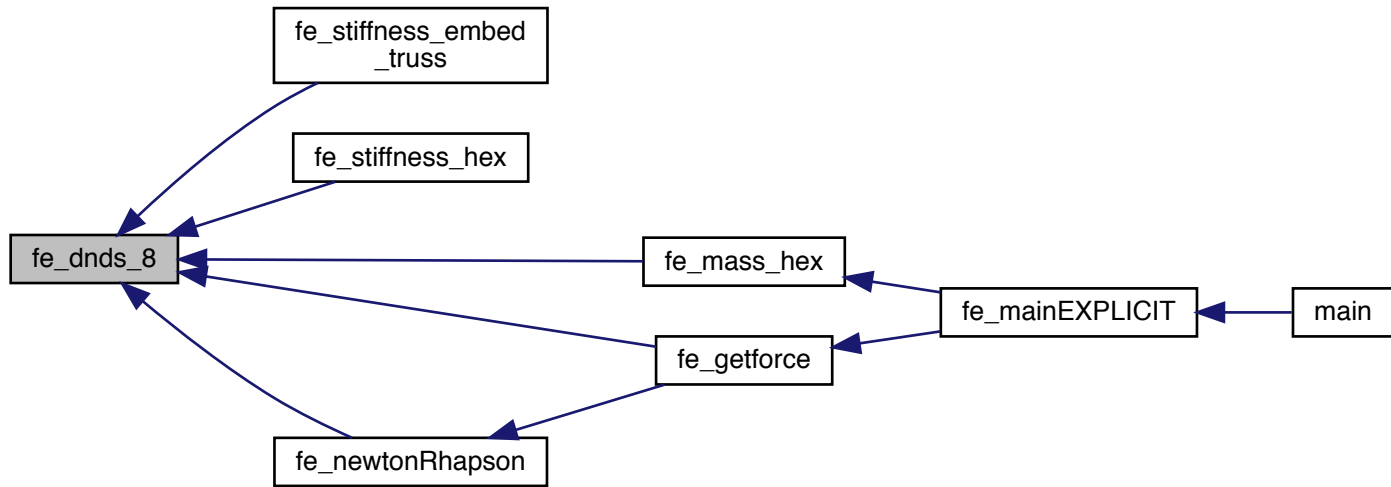 fe_stiffness_embed
_truss
fe_stiffness_hex
fe_dnds_8
fe_mass_hex
fe_mainEXPLICIT
main
fe_getforce
fe_newtonRhapson